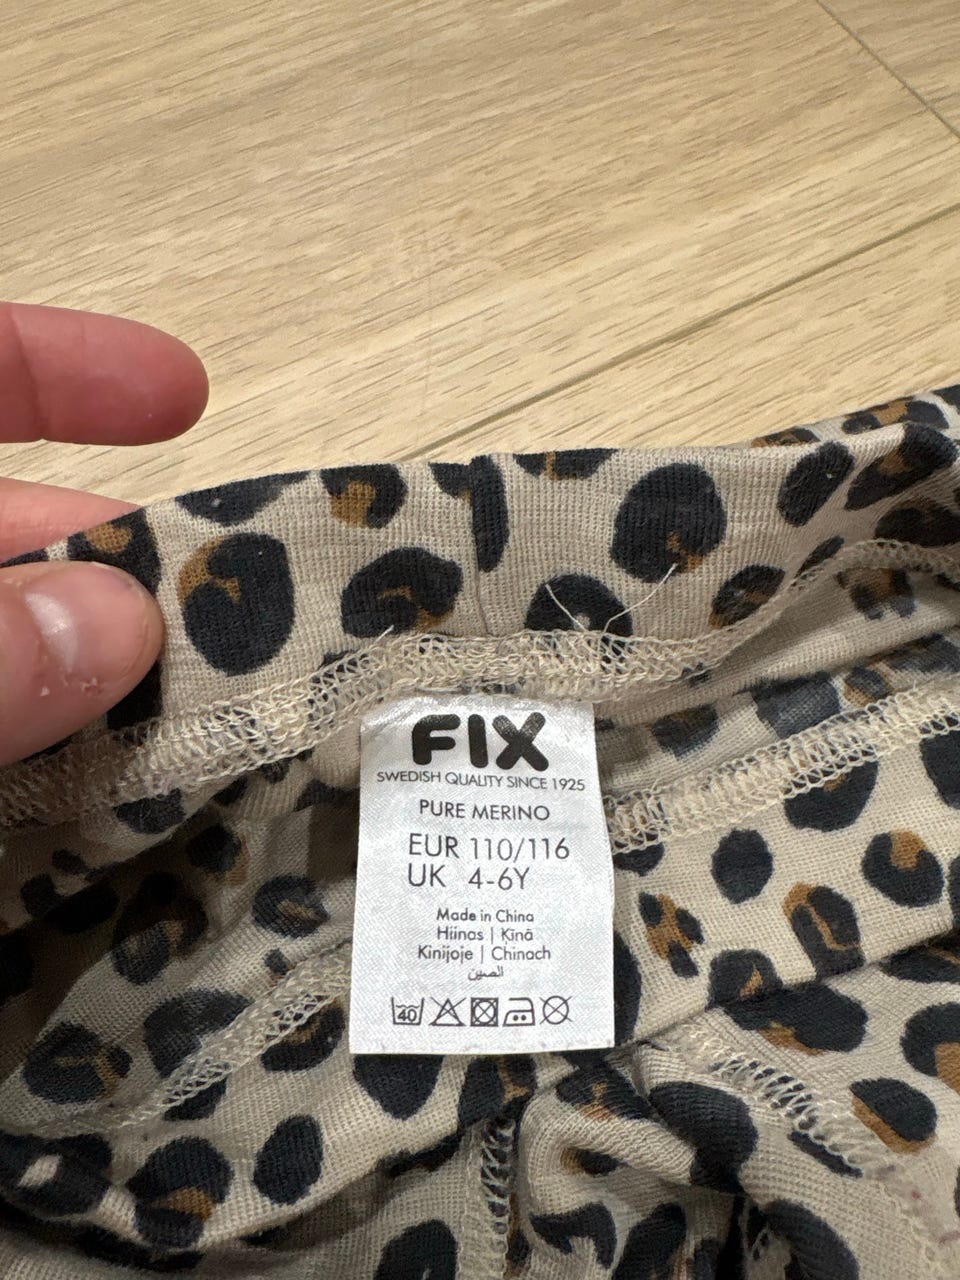 FIX
SWEDISH QUALITY SINCE 1925
PURE MERINO
EUR 110/116
UK 4-6Y
Made in China
Hiinas | Ķīnā
Kinijoje | Chinach
الصين
40